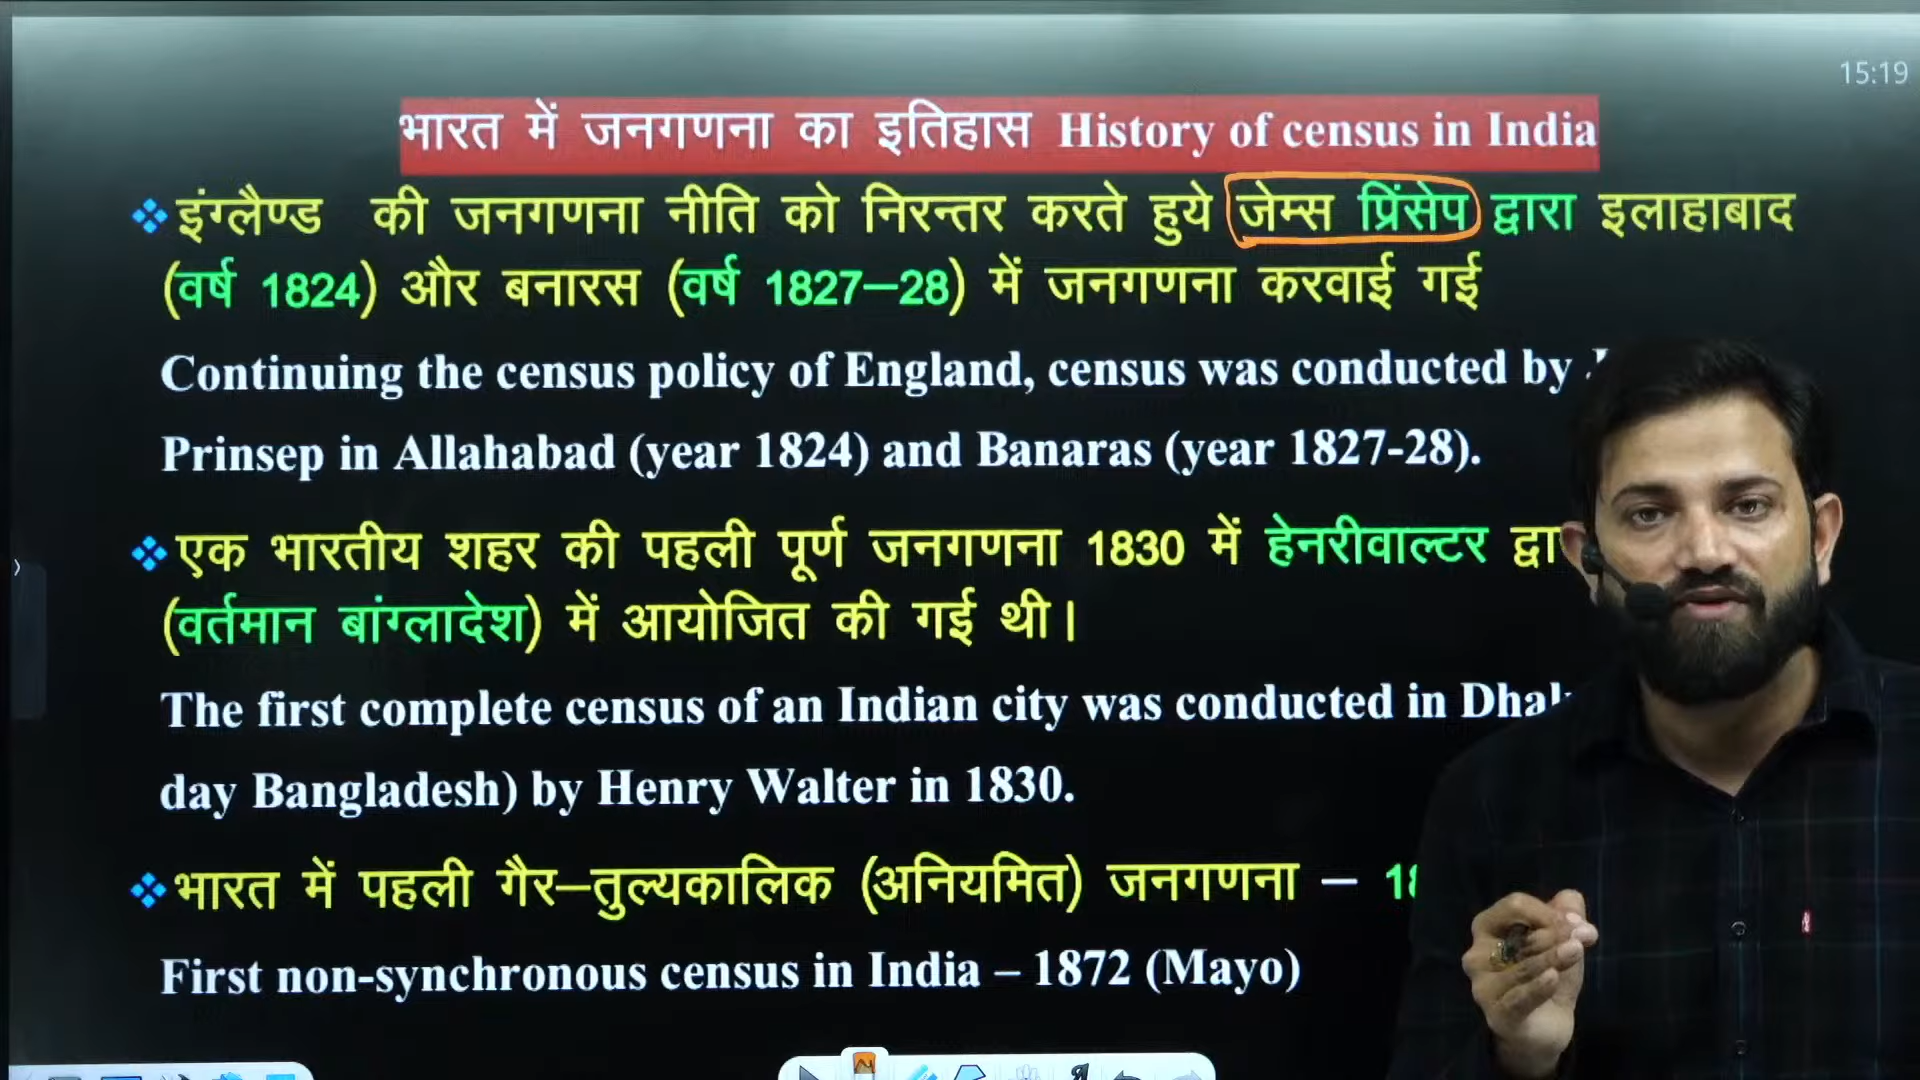 15:19
भारत में जनगणना का इतिहास History of census in India
इंग्लैण्ड की जनगणना नीति को निरन्तर करते हुये जेम्स प्रिंसेप द्वारा इलाहाबाद
(वर्ष 1824) और बनारस (वर्ष 1827–28) में जनगणना करवाई गई
Continuing the census policy of England, census was conducted by
Prinsep in Allahabad (year 1824) and Banaras (year 1827-28).
एक भारतीय शहर की पहली पूर्ण जनगणना 1830 में हेनरीवाल्टर
(वर्तमान बांग्लादेश) में आयोजित की गई थी।
The first complete census of an Indian city was conducted in
day Bangladesh) by Henry Walter in 1830.
भारत में पहली गैर–तुल्यकालिक (अनियमित) जनगणना –
First non-synchronous census in India – 1872 (Mayo)